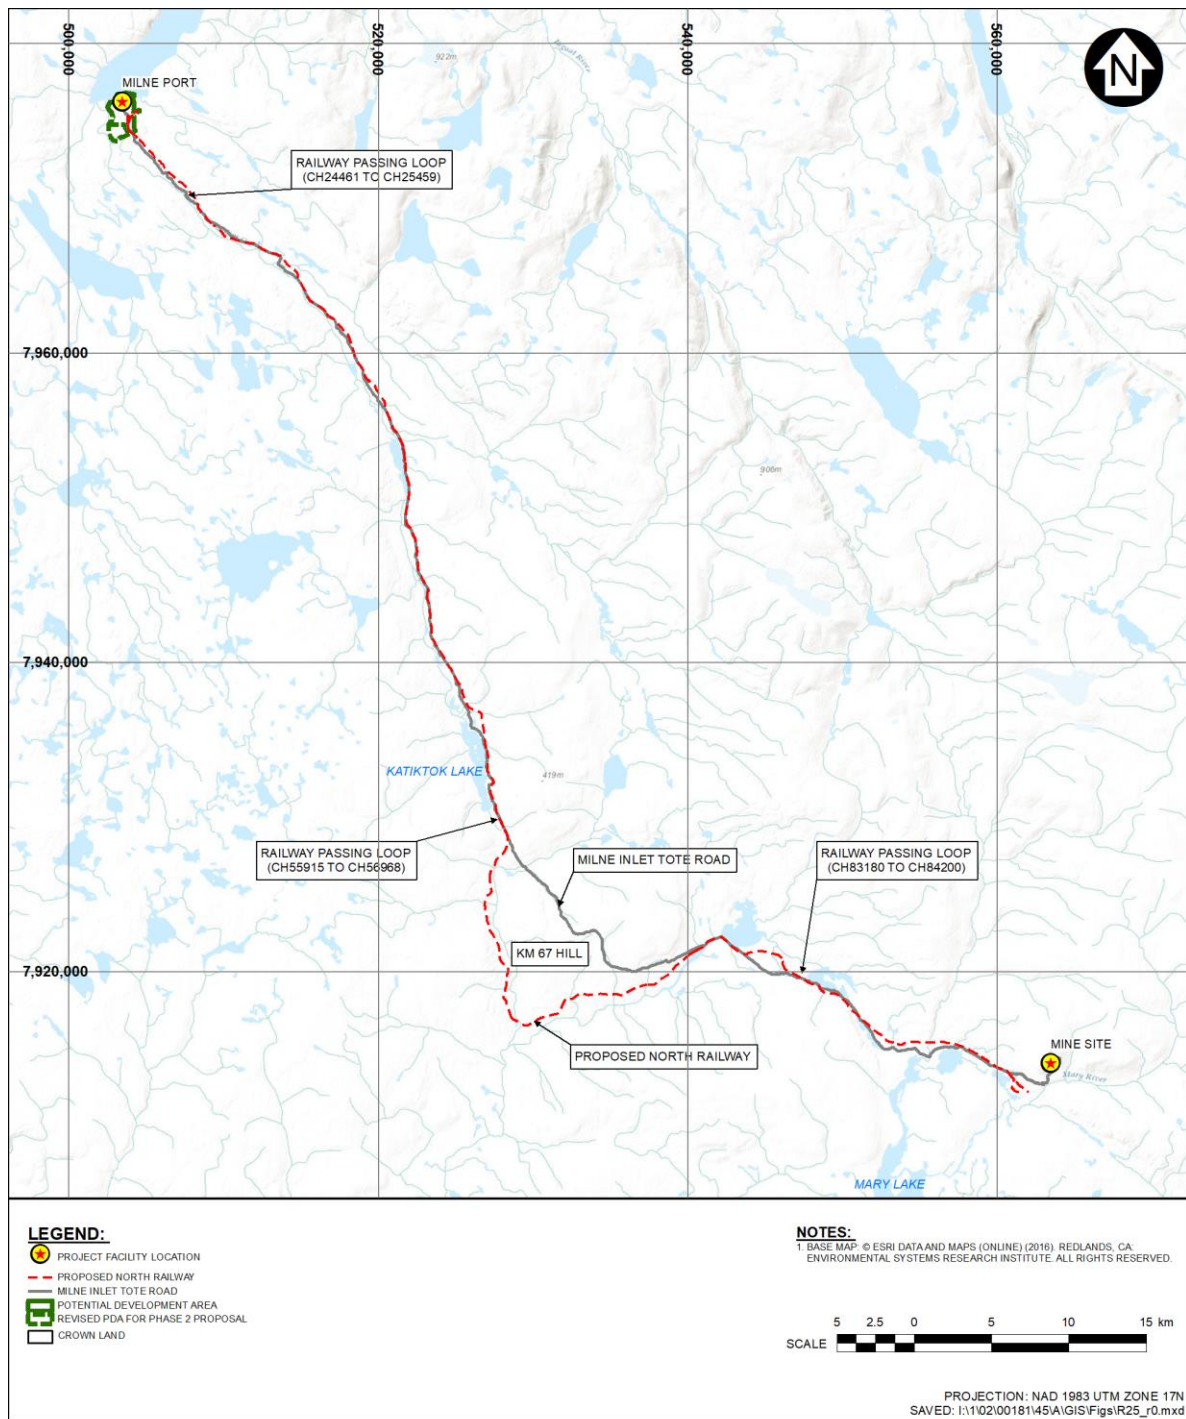 500,000
520,000
540,000
560,000
N
922m
MILNE PORT
RAILWAY PASSING LOOP
(CH24461 TO CH25459)
7,960,000
906m
7,940,000
KATIKTOK LAKE
419m
RAILWAY PASSING LOOP
(CH55915 TO CH56968)
MILNE INLET TOTE ROAD
RAILWAY PASSING LOOP
(CH83180 TO CH84200)
KM 67 HILL
7,920,000
PROPOSED NORTH RAILWAY
MINE SITE
Mary River
MARY LAKE
LEGEND:
PROJECT FACILITY LOCATION
PROPOSED NORTH RAILWAY
MILNE INLET TOTE ROAD
POTENTIAL DEVELOPMENT AREA
REVISED PDA FOR PHASE 2 PROPOSAL
CROWN LAND
NOTES:
1. BASE MAP: © ESRI DATA AND MAPS (ONLINE) (2016). REDLANDS, CA:
ENVIRONMENTAL SYSTEMS RESEARCH INSTITUTE. ALL RIGHTS RESERVED.
5 2.5 0 5 10 15 km
SCALE
PROJECTION: NAD 1983 UTM ZONE 17N
SAVED: I:\1\02\00181\45\A\GIS\Figs\R25_r0.mxd